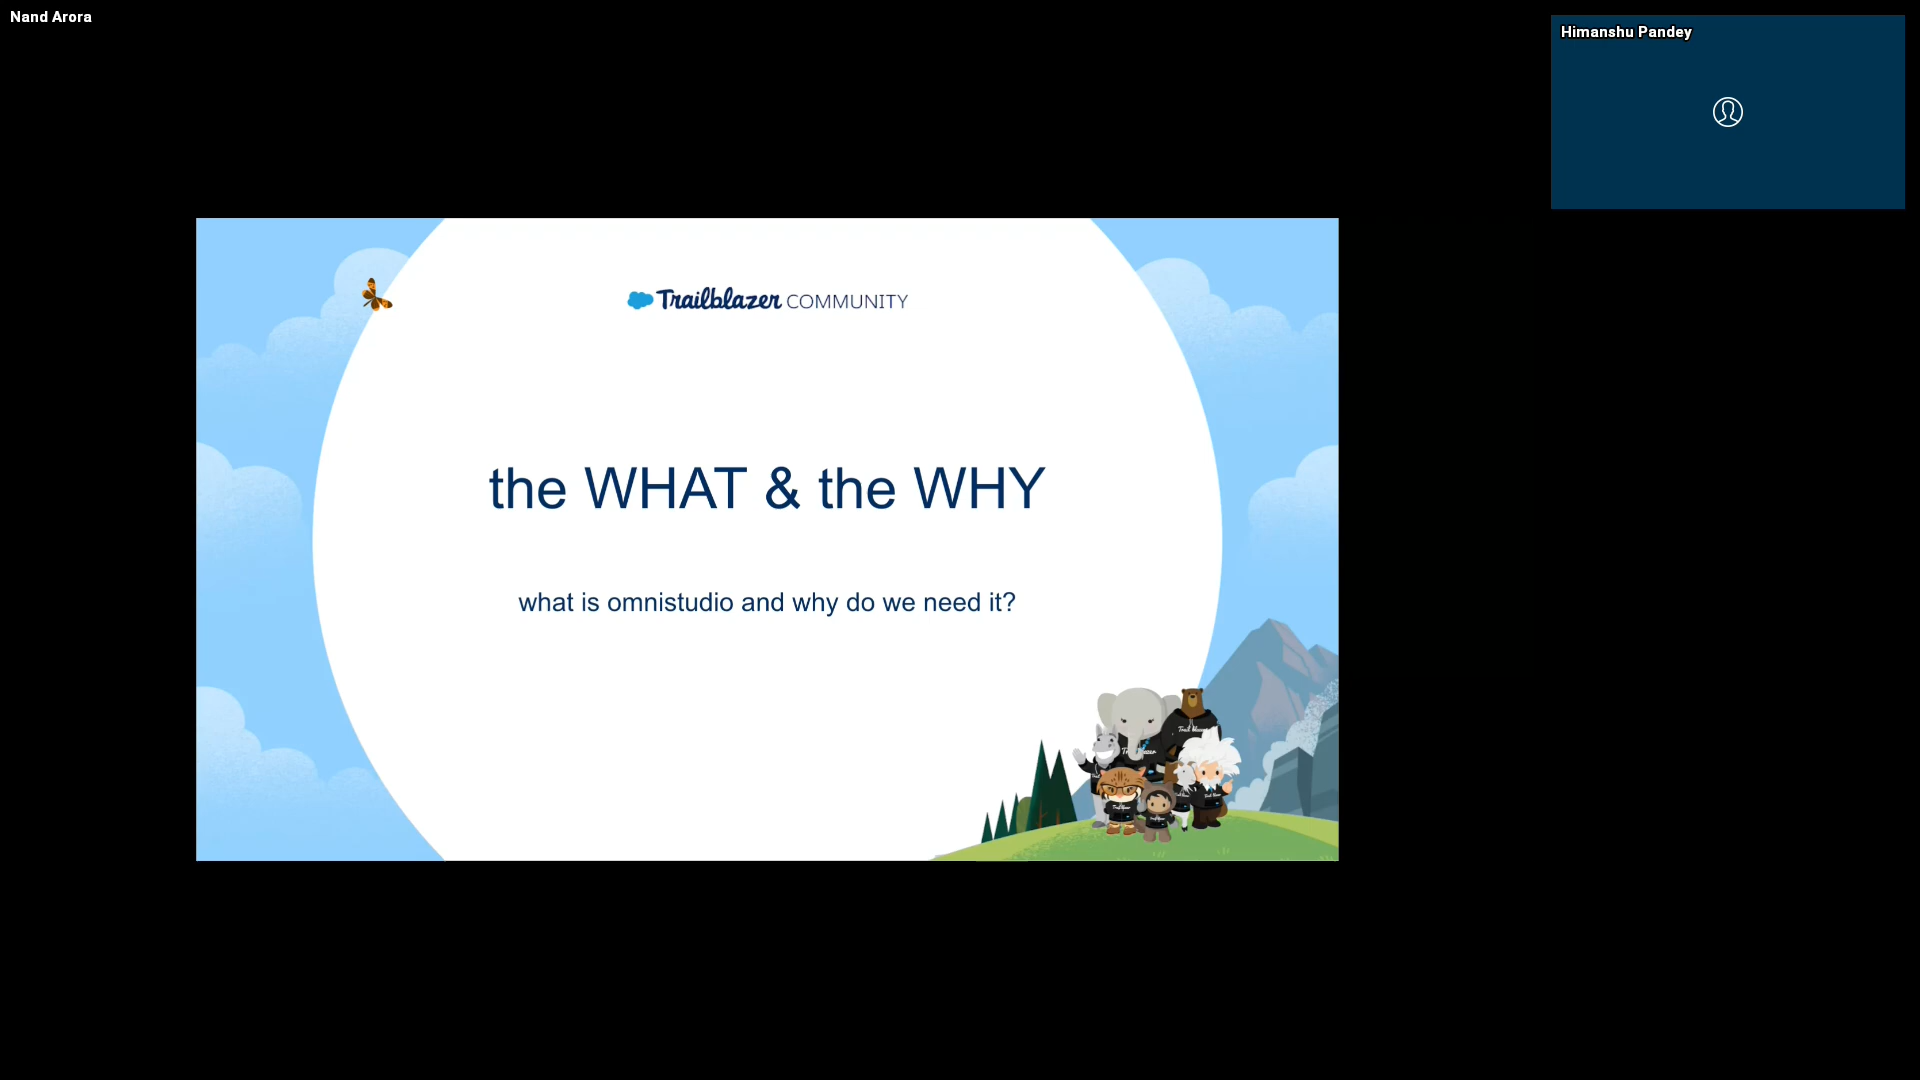 Nand Arora
Himanshu Pandey
Trailblazer COMMUNITY
the WHAT & the WHY
what is omnistudio and why do we need it?